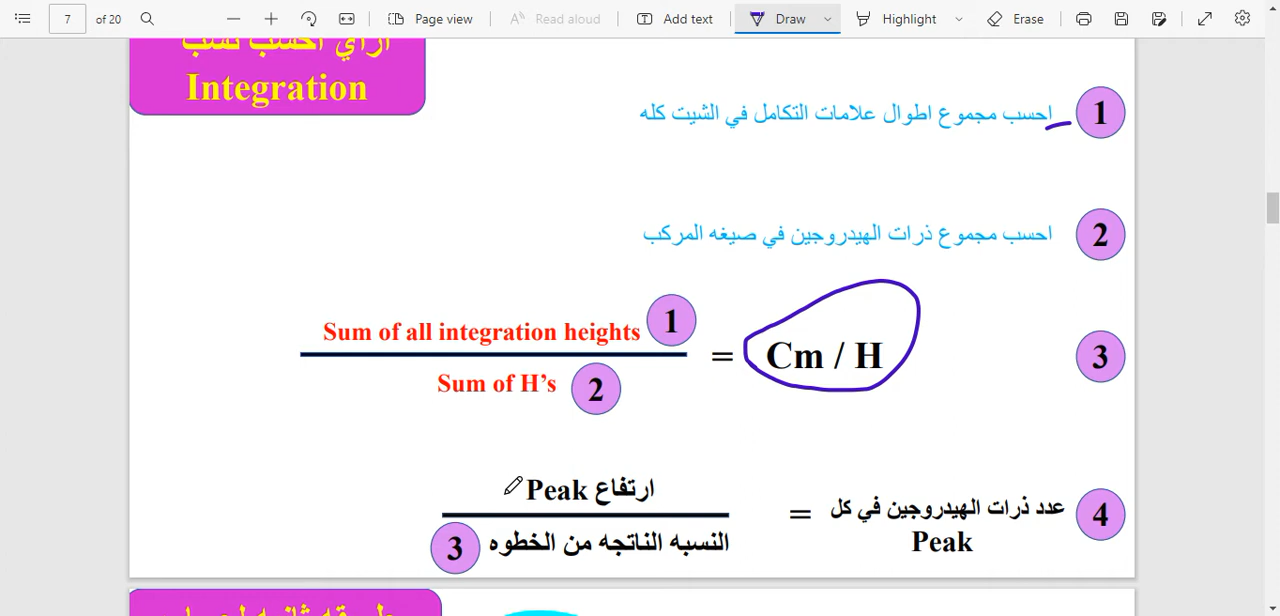 7 of 20 Page view Read aloud Add text Draw Highlight Erase
Integration
1 احسب مجموع اطوال علامات التكامل في الشيت كله
2 احسب مجموع ذرات الهيدروجين في صيغه المركب
Sum of all integration heights 1
= Cm / H 3
Sum of H's 2
ارتفاع Peak
4 عدد ذرات الهيدروجين في كل =
Peak
النسبه الناتجه من الخطوه 3